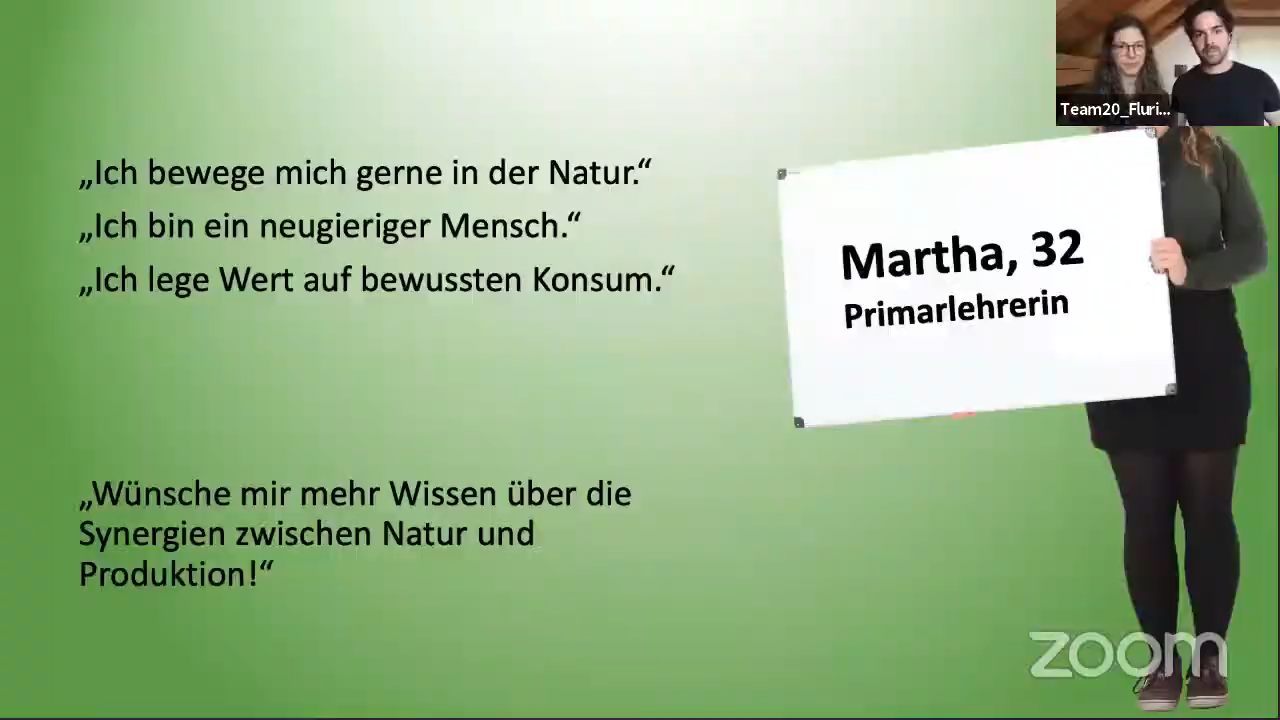 Team20_Fluri...
„Ich bewege mich gerne in der Natur.“
„Ich bin ein neugieriger Mensch.“
„Ich lege Wert auf bewussten Konsum.“
Martha, 32
Primarlehrerin
„Wünsche mir mehr Wissen über die
Synergien zwischen Natur und
Produktion!“
zoom